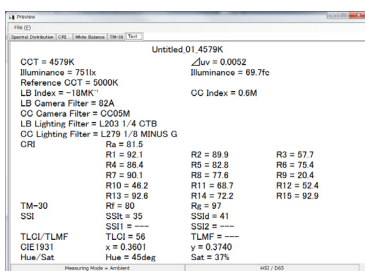 Preview
File (F)
Spectral Distribution CRI White Balance TM-30 Text
Untitled_01_4579K
CCT = 4579K ⊿uv = 0.0052
Illuminance = 751lx Illuminance = 69.7fc
Reference CCT = 5000K
LB Index = -18MK⁻¹ CC Index = 0.6M
LB Camera Filter = 82A
CC Camera Filter = CC05M
LB Lighting Filter = L203 1/4 CTB
CC Lighting Filter = L279 1/8 MINUS G
CRI Ra = 81.5
R1 = 92.1 R2 = 89.9 R3 = 57.7
R4 = 86.4 R5 = 82.8 R6 = 75.4
R7 = 90.1 R8 = 77.6 R9 = 20.4
R10 = 46.2 R11 = 68.7 R12 = 52.4
R13 = 92.6 R14 = 72.2 R15 = 92.9
TM-30 Rf = 80 Rg = 97
SSI SSIt = 35 SSId = 41
SSI1 = --- SSI2 = ---
TLCI/TLMF TLCI = 56 TLMF = ---
CIE1931 x = 0.3601 y = 0.3740
Hue/Sat Hue = 45deg Sat = 37%
Measuring Mode = Ambient HSI / D65